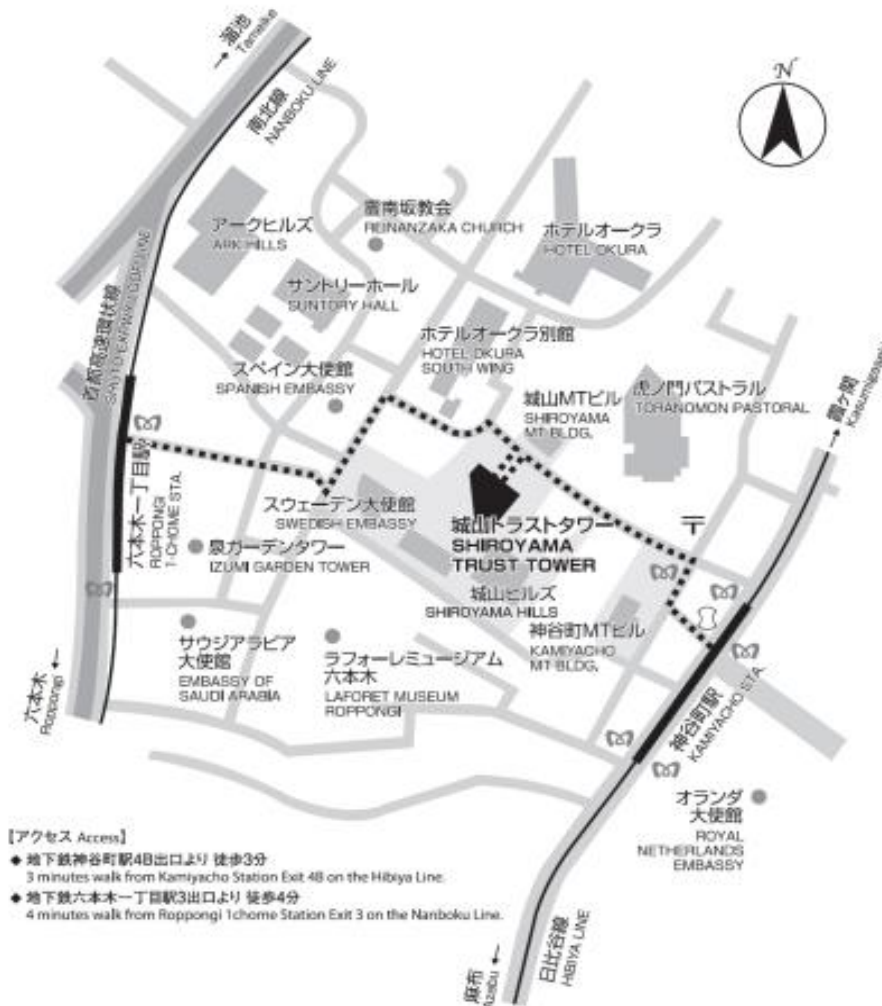 → 溜池
Tameike
南北線
NANBOKU LINE
N
霊南坂教会
REINANZAKA CHURCH
アークヒルズ
ARK HILLS
ホテルオークラ
HOTEL OKURA
サントリーホール
SUNTORY HALL
首都高速環状線
ホテルオークラ別館
HOTEL OKURA
SOUTH WING
スペイン大使館
SPANISH EMBASSY
城山MTビル
SHIROYAMA
MT BLDG.
虎ノ門パストラル
TORANOMON PASTORAL
→ 霞ヶ関
Kasumigaseki
六本木一丁目駅
ROPPONGI
1-CHOME STA.
スウェーデン大使館
SWEDISH EMBASSY
城山トラストタワー
SHIROYAMA
TRUST TOWER
〒
泉ガーデンタワー
IZUMI GARDEN TOWER
城山ヒルズ
SHIROYAMA HILLS
神谷町MTビル
KAMIYACHO
MT BLDG.
サウジアラビア
大使館
EMBASSY OF
SAUDI ARABIA
ラフォーレミュージアム
六本木
LAFORET MUSEUM
ROPPONGI
六本木 ←
Roppongi
神谷町駅
KAMIYACHO STA.
オランダ
大使館
ROYAL
NETHERLANDS
EMBASSY
日比谷線
HIBIYA LINE
麻布 ←
Azabu
【アクセス Access】
◆ 地下鉄神谷町駅4B出口より 徒歩3分
3 minutes walk from Kamiyacho Station Exit 4B on the Hibiya Line.
◆ 地下鉄六本木一丁目駅3出口より 徒歩4分
4 minutes walk from Roppongi 1chome Station Exit 3 on the Nanboku Line.